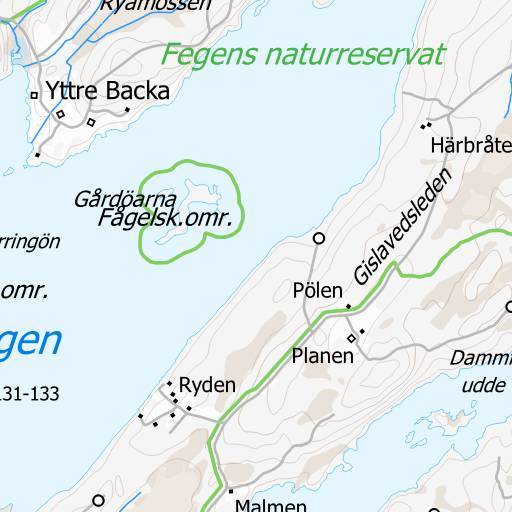 Ryamossen
Fegens naturreservat
Yttre Backa
Härbråte
Gårdöarna
Fågelsk.omr.
Gislavedsleden
rringön
omr.
Pölen
gen
Planen
Damm
udde
131-133
Ryden
Malmen